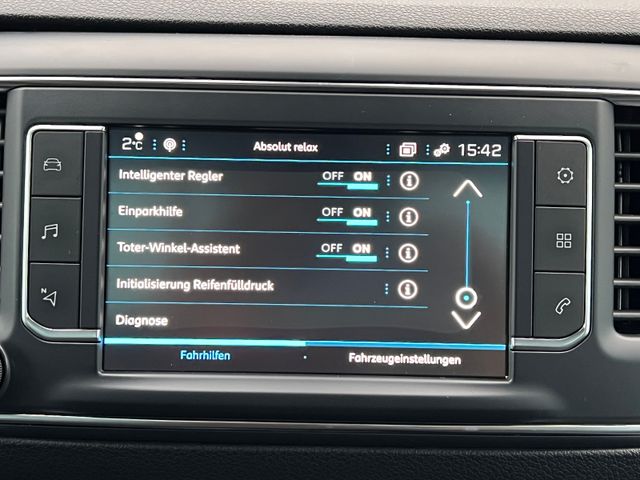 2°C Absolut relax 15:42
Intelligenter Regler OFF ON
Einparkhilfe OFF ON
Toter-Winkel-Assistent OFF ON
Initialisierung Reifenfülldruck
Diagnose
Fahrhilfen Fahrzeugeinstellungen
N